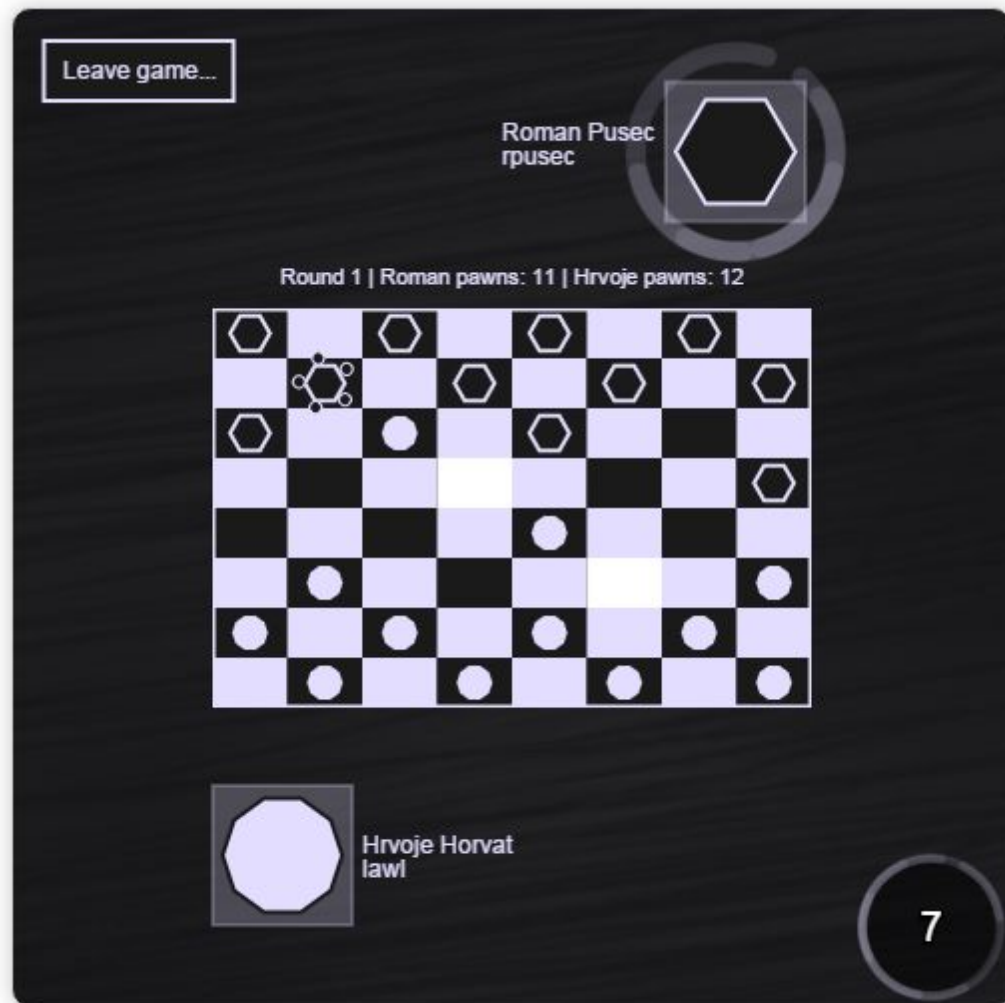 Leave game...
Roman Pusec
rpusec
Round 1 | Roman pawns: 11 | Hrvoje pawns: 12
Hrvoje Horvat
lawl
7